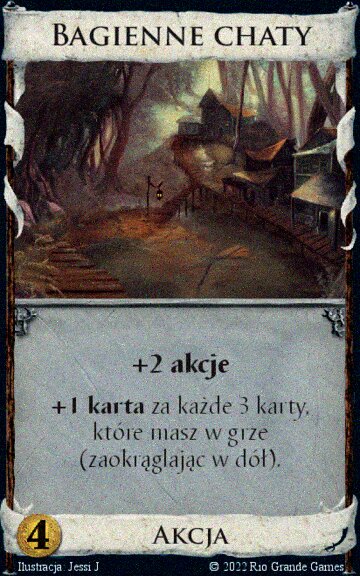 Bagienne chaty
+2 akcje
+1 karta za każde 3 karty,
które masz w grze
(zaokrąglając w dół).
4
Akcja
Ilustracja: Jessi J
© 2022 Rio Grande Games